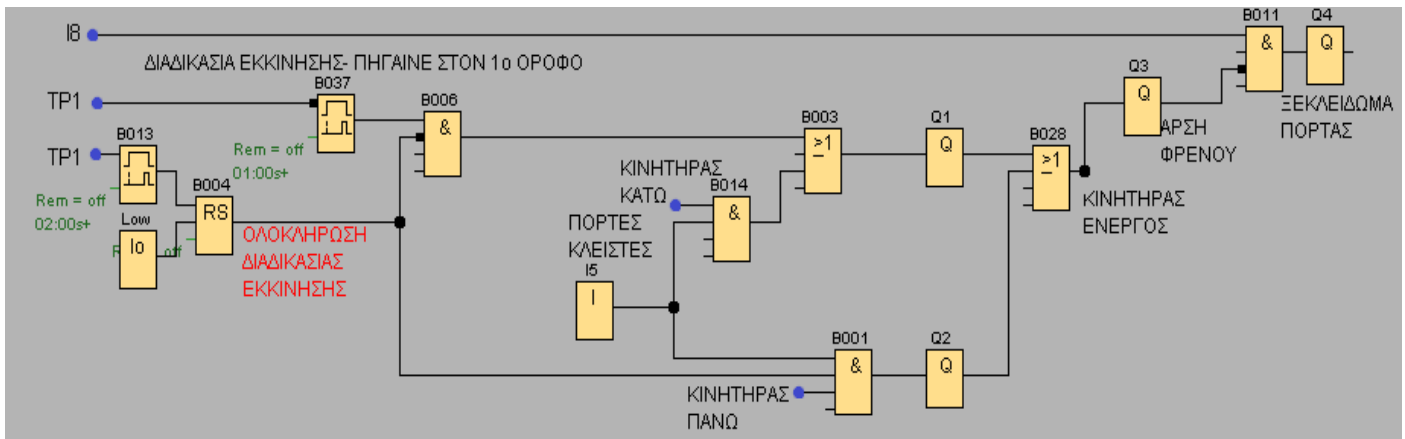 I8
ΔΙΑΔΙΚΑΣΙΑ ΕΚΚΙΝΗΣΗΣ- ΠΗΓΑΙΝΕ ΣΤΟΝ 1ο ΟΡΟΦΟ
B011
&
Q4
Q
ΞΕΚΛΕΙΔΩΜΑ
ΠΟΡΤΑΣ
TP1
B037
Rem = off
01:00s+
B006
&
B003
>1
Q1
Q
B028
>1
Q3
Q
ΑΡΣΗ
ΦΡΕΝΟΥ
TP1
B013
Rem = off
02:00s+
B004
RS
Low
lo
off
ΟΛΟΚΛΗΡΩΣΗ
ΔΙΑΔΙΚΑΣΙΑΣ
ΕΚΚΙΝΗΣΗΣ
ΚΙΝΗΤΗΡΑΣ
ΚΑΤΩ
B014
&
ΠΟΡΤΕΣ
ΚΛΕΙΣΤΕΣ
I5
I
ΚΙΝΗΤΗΡΑΣ
ΕΝΕΡΓΟΣ
B001
&
Q2
Q
ΚΙΝΗΤΗΡΑΣ
ΠΑΝΩ